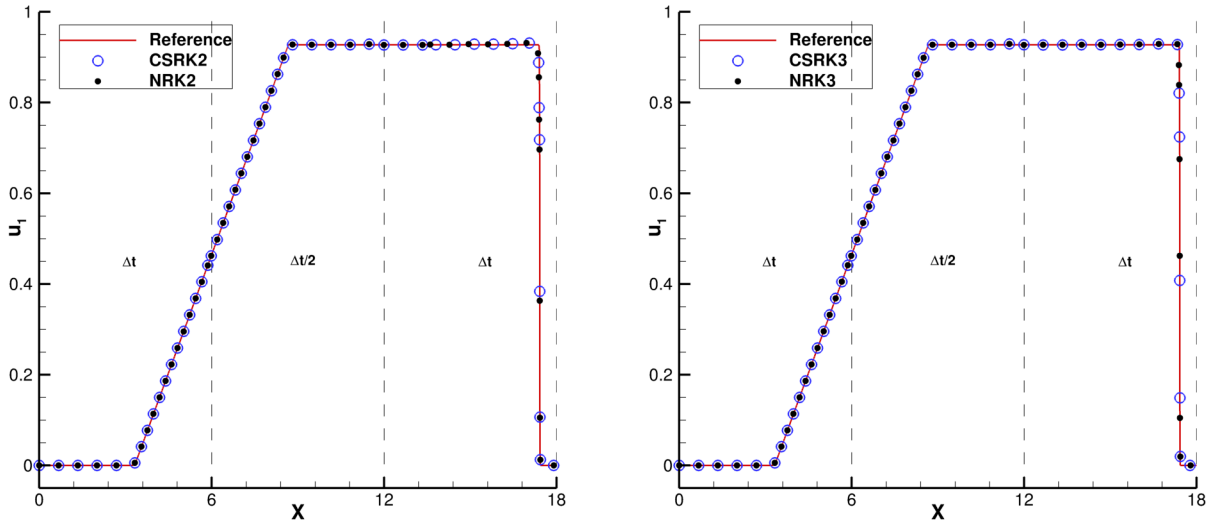 1
Reference
CSRK2
NRK2
0.8
0.6
u1
Δt
Δt/2
Δt
0.4
0.2
0
0
6
12
18
X
1
Reference
CSRK3
NRK3
0.8
0.6
u1
Δt
Δt/2
Δt
0.4
0.2
0
0
6
12
18
X